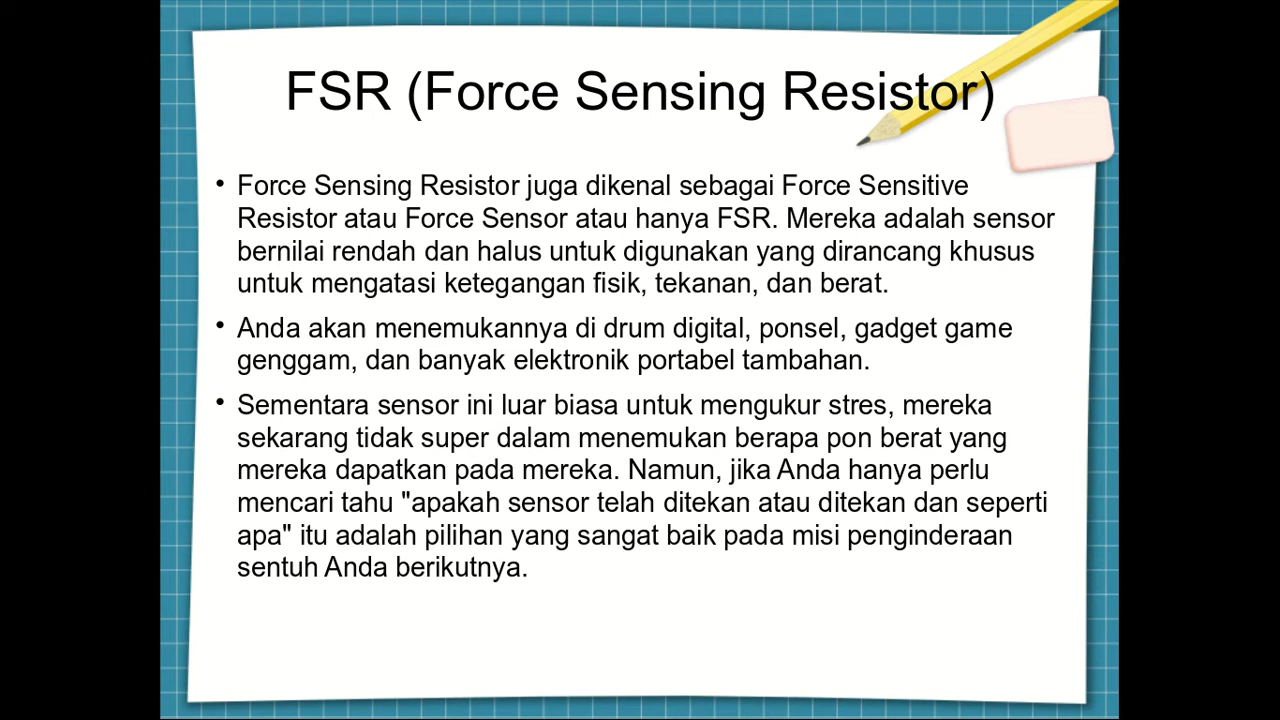 FSR (Force Sensing Resistor)
• Force Sensing Resistor juga dikenal sebagai Force Sensitive
Resistor atau Force Sensor atau hanya FSR. Mereka adalah sensor
bernilai rendah dan halus untuk digunakan yang dirancang khusus
untuk mengatasi ketegangan fisik, tekanan, dan berat.
• Anda akan menemukannya di drum digital, ponsel, gadget game
genggam, dan banyak elektronik portabel tambahan.
• Sementara sensor ini luar biasa untuk mengukur stres, mereka
sekarang tidak super dalam menemukan berapa pon berat yang
mereka dapatkan pada mereka. Namun, jika Anda hanya perlu
mencari tahu "apakah sensor telah ditekan atau ditekan dan seperti
apa" itu adalah pilihan yang sangat baik pada misi penginderaan
sentuh Anda berikutnya.